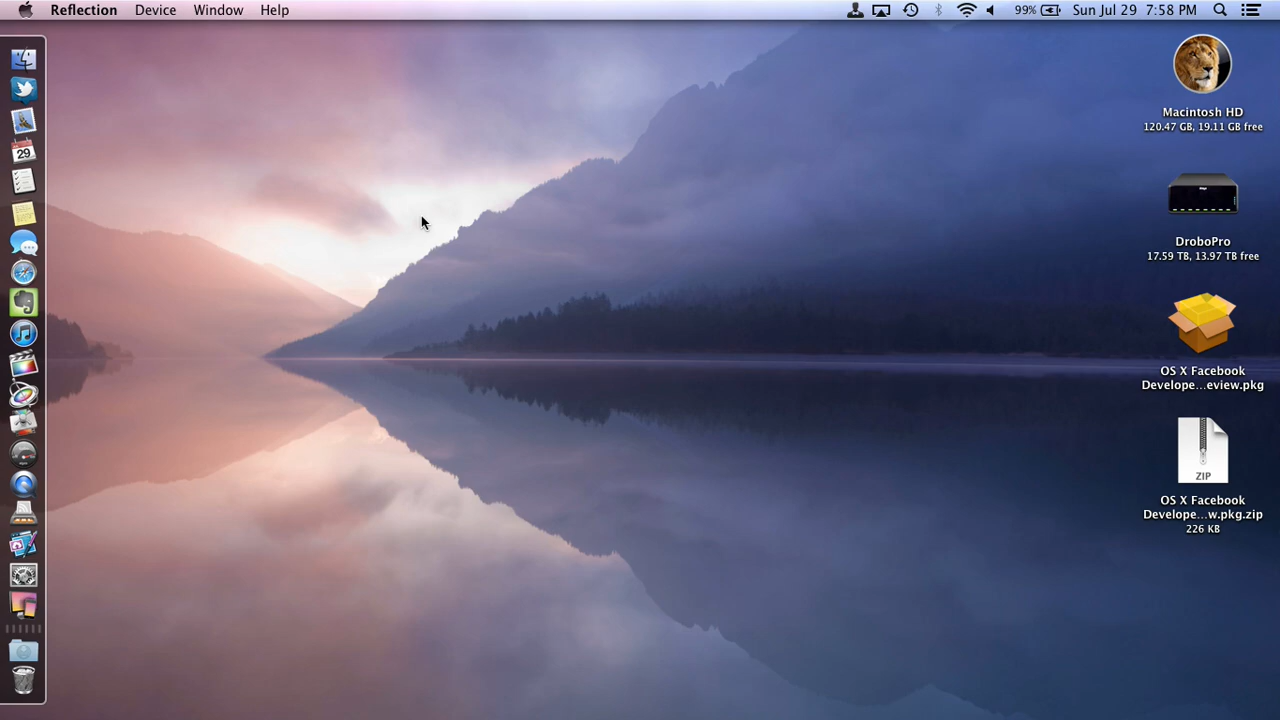 Reflection Device Window Help 99% Sun Jul 29 7:58 PM
29
Macintosh HD
120.47 GB, 19.11 GB free
DroboPro
17.59 TB, 13.97 TB free
OS X Facebook
Develope...eview.pkg
ZIP
OS X Facebook
Develope...w.pkg.zip
226 KB